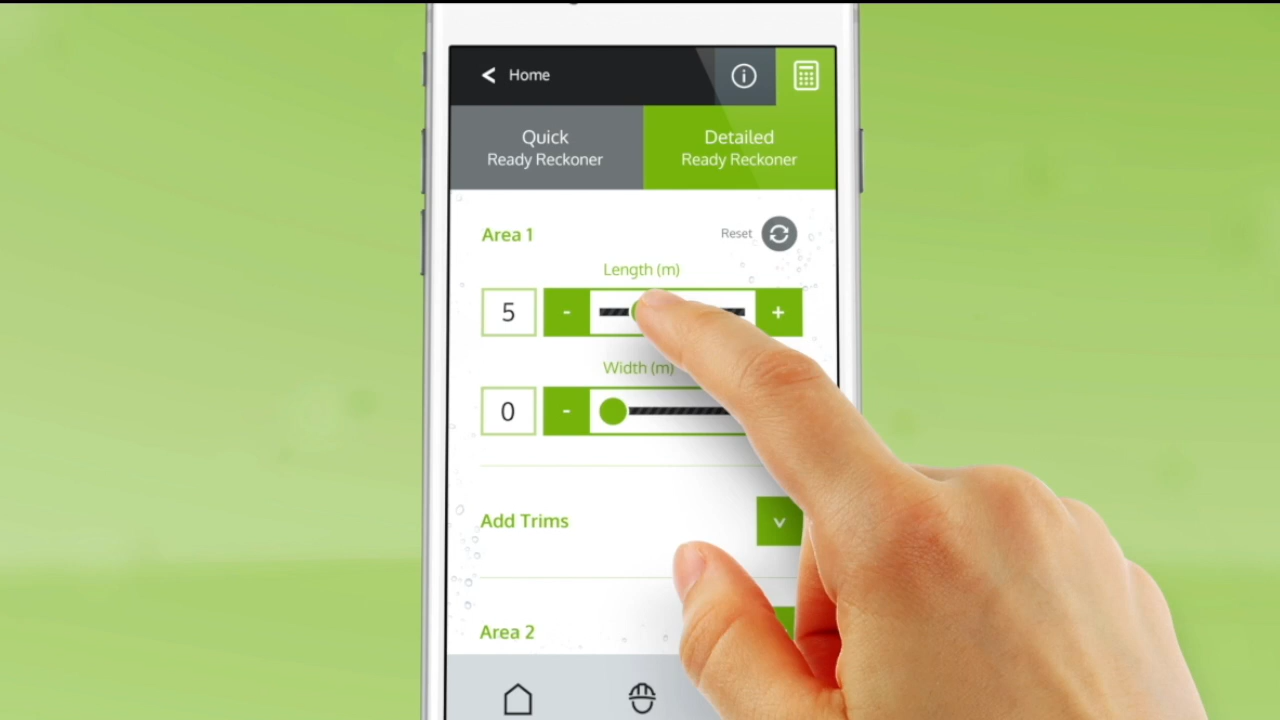 < Home
Quick
Ready Reckoner
Detailed
Ready Reckoner
Area 1
Reset
Length (m)
5
-
+
Width (m)
0
-
Add Trims
Area 2